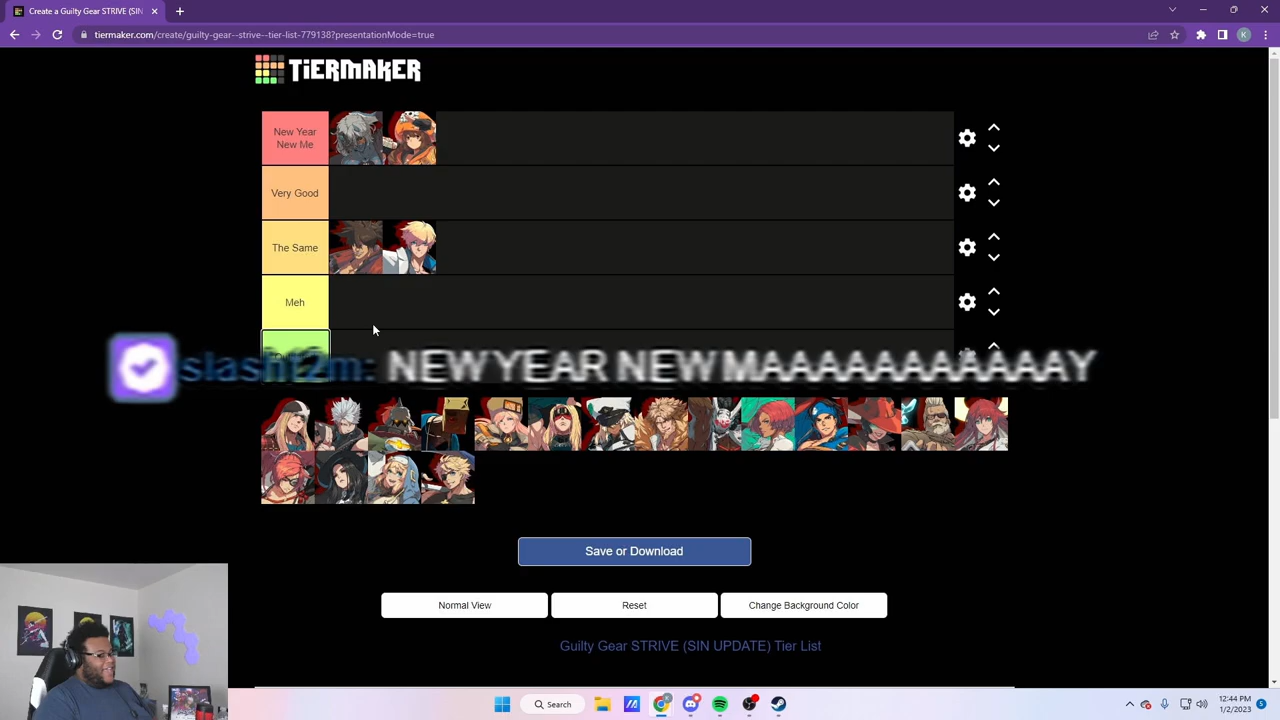 Create a Guilty Gear STRIVE (SIN
tiermaker.com/create/guilty-gear--strive--tier-list-779138?presentationMode=true
K
TiERMAKER
New Year
New Me
Very Good
The Same
Meh
slasht2m: NEW YEAR NEW MAAAAAAAAAAAY
Save or Download
Normal View
Reset
Change Background Color
Guilty Gear STRIVE (SIN UPDATE) Tier List
Search
12:44 PM
1/2/2023